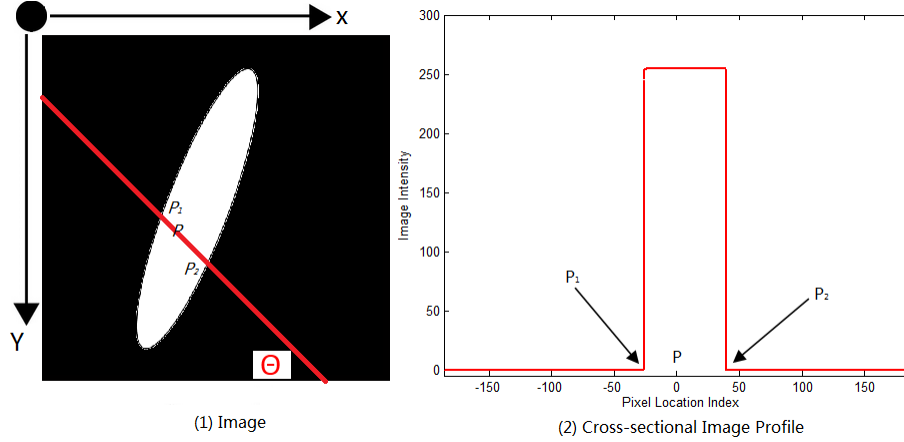 x
Y
P₁
P
P₂
Θ
(1) Image
300
250
200
150
100
50
0
Image Intensity
P₁
P
P₂
-150
-100
-50
0
50
100
150
Pixel Location Index
(2) Cross-sectional Image Profile